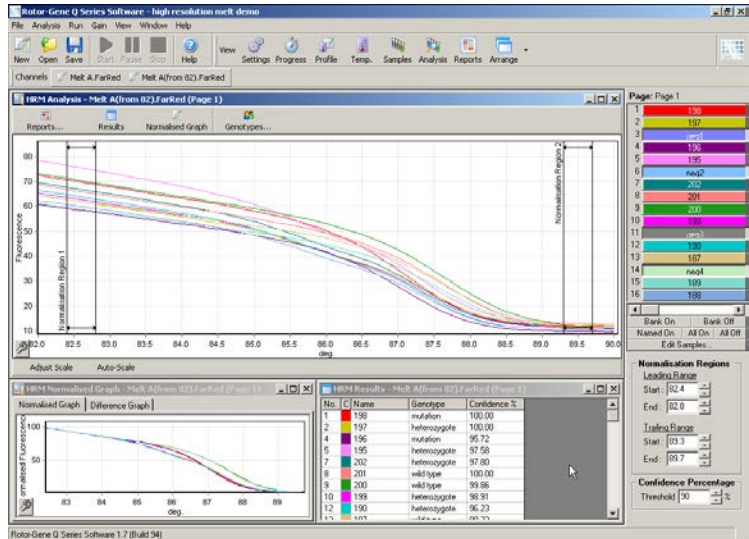 Rotor-Gene Q Series Software - high resolution melt demo
File Analysis Run Gain View Window Help
New Open Save Start Pause Stop Help View Settings Progress Profile Temp. Samples Analysis Reports Arrange
Channels Melt A.FarRed Melt A(from 82).FarRed
HRM Analysis - Melt A(from 82).FarRed (Page 1)
Reports... Results Normalised Graph Genotypes...
80
70
60
50
40
30
20
10
Fluorescence
Normalisation Region 1
Normalisation Region 2
82.0 82.5 83.0 83.5 84.0 84.5 85.0 85.5 86.0 86.5 87.0 87.5 88.0 88.5 89.0 89.5 90.0
deg.
Adjust Scale Auto-Scale
HRM Normalised Graph - Melt A(from 82).FarRed (Page 1)
Normalised Graph Difference Graph
100
50
83 84 85 86 87 88 89
deg.
HRM Results - Melt A(from 82).FarRed (Page 1)
No. C Name Genotype Confidence %
1 198 mutation 100.00
2 197 heterozygote 100.00
4 196 mutation 95.72
5 195 heterozygote 97.58
7 202 heterozygote 97.80
8 201 wild type 100.00
9 200 wild type 99.86
10 199 heterozygote 98.91
12 190 heterozygote 96.23
Page: Page 1
1 198
2 197
3 neg1
4 196
5 195
6 neg2
7 202
8 201
9 200
10 199
11 neg3
12 190
13 187
14 neg4
15 189
16 188
Bank On Bank Off
Named On All On All Off
Edit Samples...
Normalisation Regions
Leading Range
Start : 82.4
End : 82.8
Trailing Range
Start : 89.3
End : 89.7
Confidence Percentage
Threshold 90 %
Rotor-Gene Q Series Software 1.7 (Build 94)